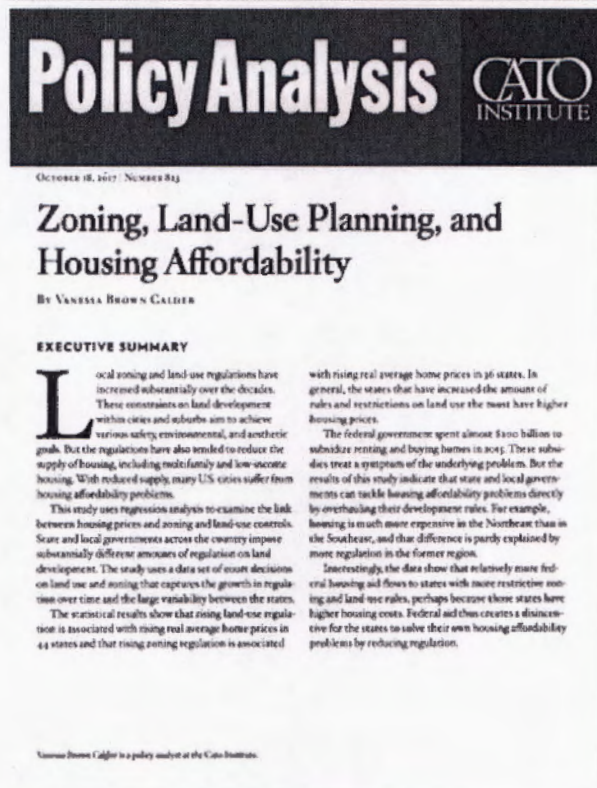 Policy Analysis
CATO
INSTITUTE
OCTOBER 18, 2017 | NUMBER 823
Zoning, Land-Use Planning, and
Housing Affordability
BY VANESSA BROWN CALDER
EXECUTIVE SUMMARY
Local zoning and land-use regulations have
increased substantially over the decades.
These constraints on land development
within cities and suburbs aim to achieve
various safety, environmental, and aesthetic
goals. But the regulations have also tended to reduce the
supply of housing, including multifamily and low-income
housing. With reduced supply, many U.S. cities suffer from
housing affordability problems.
This study uses regression analysis to examine the link
between housing prices and zoning and land-use controls.
State and local governments across the country impose
substantially different amounts of regulation on land
development. The study uses a data set of court decisions
on land use and zoning that captures the growth in regula-
tion over time and the large variability between the states.
The statistical results show that rising land-use regula-
tion is associated with rising real average home prices in
44 states and that rising zoning regulation is associated
with rising real average home prices in 36 states. In
general, the states that have increased the amount of
rules and restrictions on land use the most have higher
housing prices.
The federal government spent almost $200 billion to
subsidize renting and buying homes in 2015. These subsi-
dies treat a symptom of the underlying problem. But the
results of this study indicate that state and local govern-
ments can tackle housing affordability problems directly
by overhauling their development rules. For example,
housing is much more expensive in the Northeast than in
the Southeast, and that difference is partly explained by
more regulation in the former region.
Interestingly, the data show that relatively more fed-
eral housing aid flows to states with more restrictive zon-
ing and land-use rules, perhaps because those states have
higher housing costs. Federal aid thus creates a disincen-
tive for the states to solve their own housing affordability
problems by reducing regulation.
Vanessa Brown Calder is a policy analyst at the Cato Institute.